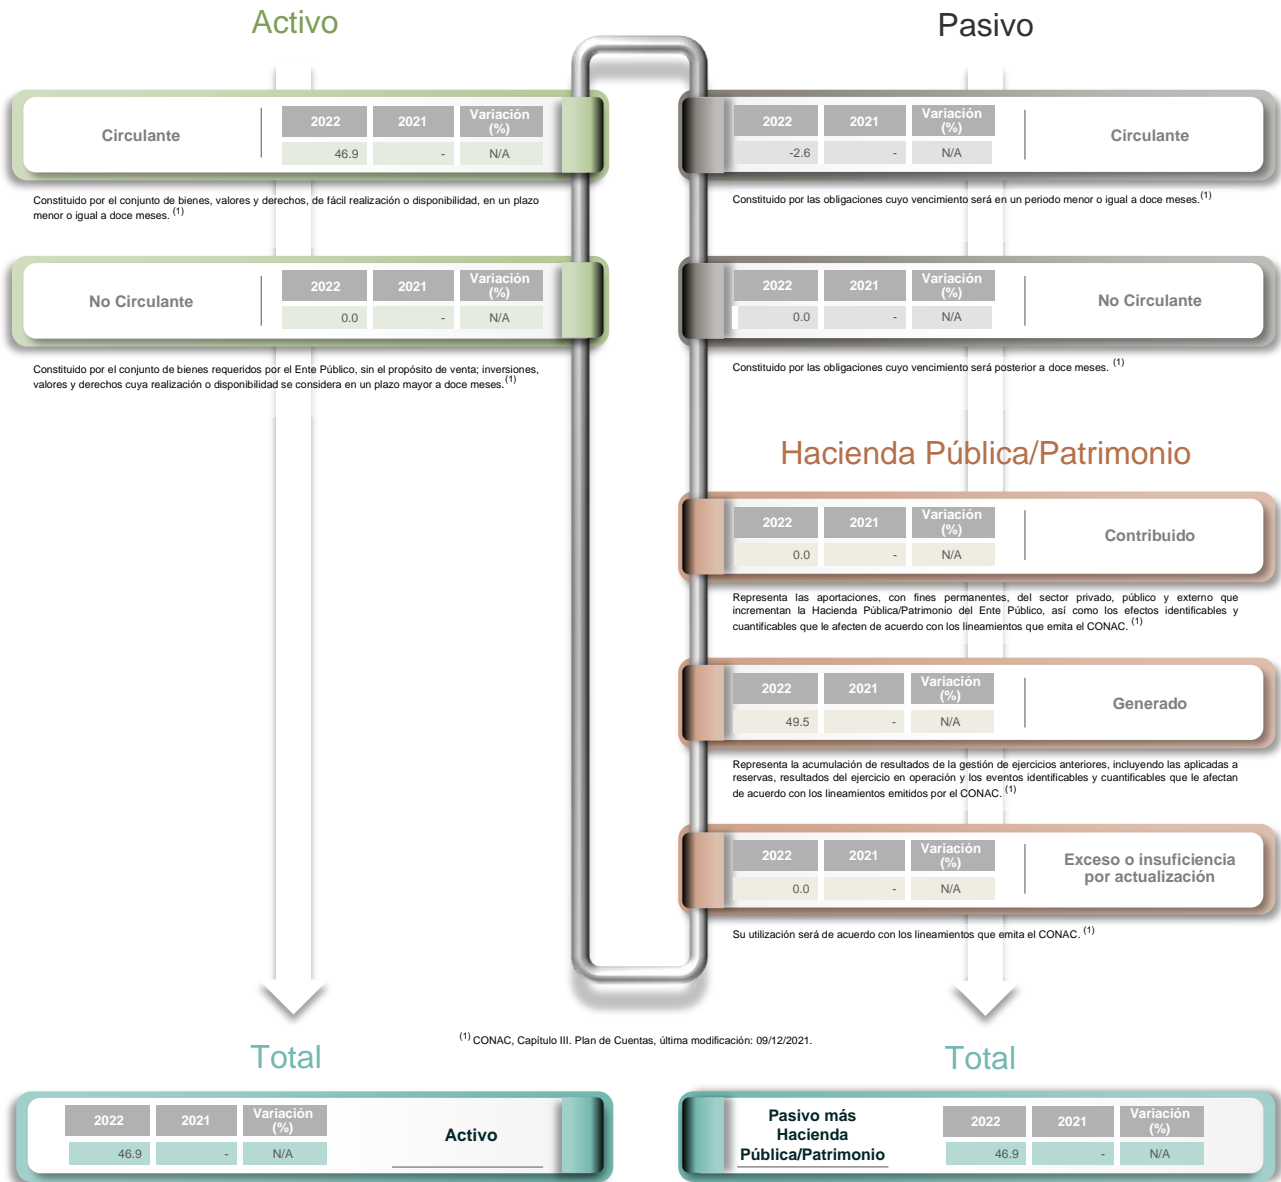 Activo
Circulante
2022 2021 Variación (%)
46.9 - N/A
Constituido por el conjunto de bienes, valores y derechos, de fácil realización o disponibilidad, en un plazo
menor o igual a doce meses. (1)
No Circulante
2022 2021 Variación (%)
0.0 - N/A
Constituido por el conjunto de bienes requeridos por el Ente Público, sin el propósito de venta; inversiones,
valores y derechos cuya realización o disponibilidad se considera en un plazo mayor a doce meses. (1)
Pasivo
2022 2021 Variación (%)
-2.6 - N/A
Circulante
Constituido por las obligaciones cuyo vencimiento será en un periodo menor o igual a doce meses. (1)
2022 2021 Variación (%)
0.0 - N/A
No Circulante
Constituido por las obligaciones cuyo vencimiento será posterior a doce meses. (1)
Hacienda Pública/Patrimonio
2022 2021 Variación (%)
0.0 - N/A
Contribuido
Representa las aportaciones, con fines permanentes, del sector privado, público y externo que
incrementan la Hacienda Pública/Patrimonio del Ente Público, así como los efectos identificables y
cuantificables que le afecten de acuerdo con los lineamientos que emita el CONAC. (1)
2022 2021 Variación (%)
49.5 - N/A
Generado
Representa la acumulación de resultados de la gestión de ejercicios anteriores, incluyendo las aplicadas a
reservas, resultados del ejercicio en operación y los eventos identificables y cuantificables que le afectan
de acuerdo con los lineamientos emitidos por el CONAC. (1)
2022 2021 Variación (%)
0.0 - N/A
Exceso o insuficiencia
por actualización
Su utilización será de acuerdo con los lineamientos que emita el CONAC. (1)
(1) CONAC, Capítulo III. Plan de Cuentas, última modificación: 09/12/2021.
Total
2022 2021 Variación (%)
46.9 - N/A
Activo
Total
Pasivo más
Hacienda
Pública/Patrimonio
2022 2021 Variación (%)
46.9 - N/A